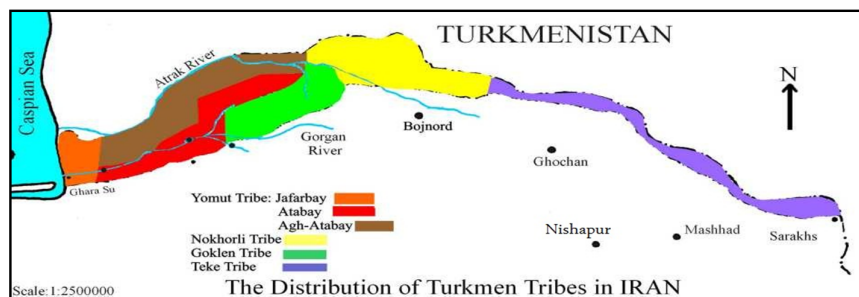 TURKMENISTAN
Caspian Sea
Atrak River
N
Bojnord
Gorgan
River
Ghochan
Ghara Su
Yomut Tribe: Jafarbay
Atabay
Agh-Atabay
Nokhorli Tribe
Goklen Tribe
Teke Tribe
Nishapur
Mashhad
Sarakhs
Scale:1:2500000
The Distribution of Turkmen Tribes in IRAN